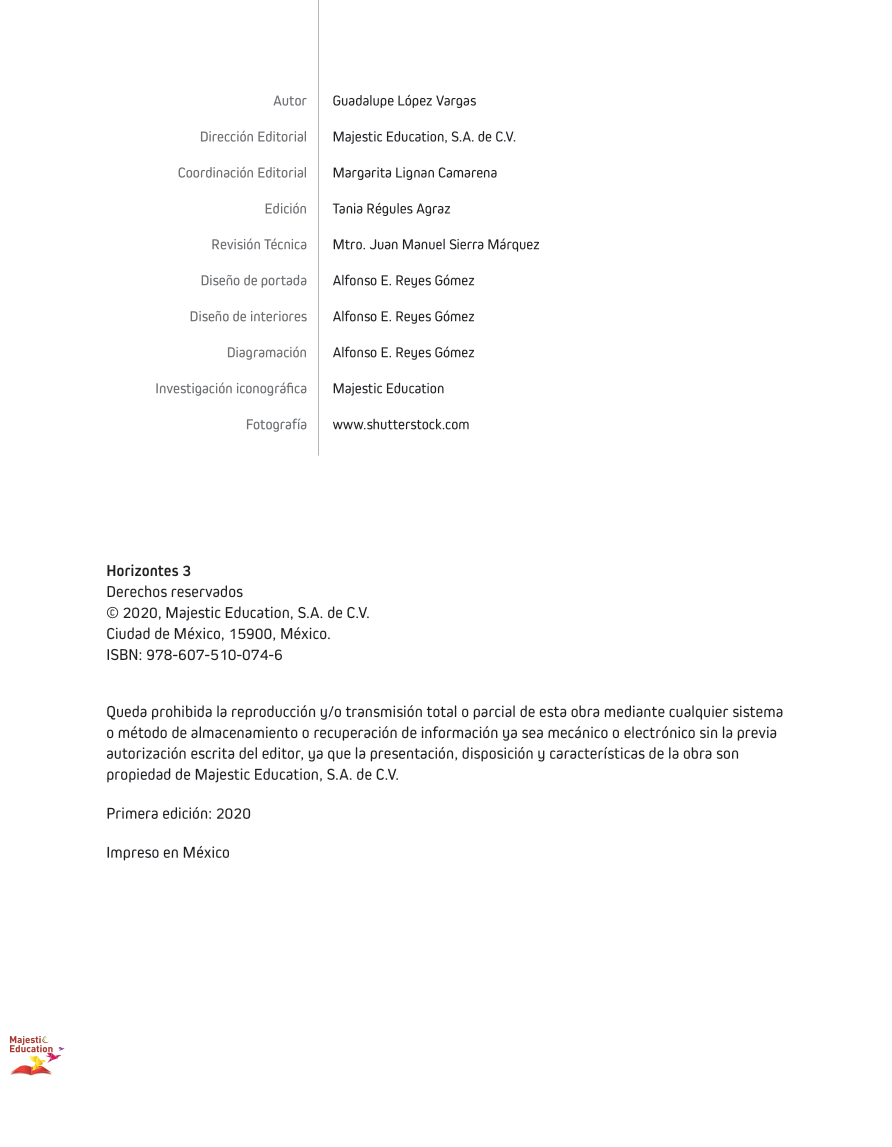 Autor Guadalupe López Vargas
Dirección Editorial Majestic Education, S.A. de C.V.
Coordinación Editorial Margarita Lignan Camarena
Edición Tania Régules Agraz
Revisión Técnica Mtro. Juan Manuel Sierra Márquez
Diseño de portada Alfonso E. Reyes Gómez
Diseño de interiores Alfonso E. Reyes Gómez
Diagramación Alfonso E. Reyes Gómez
Investigación iconográfica Majestic Education
Fotografía www.shutterstock.com
Horizontes 3
Derechos reservados
© 2020, Majestic Education, S.A. de C.V.
Ciudad de México, 15900, México.
ISBN: 978-607-510-074-6
Queda prohibida la reproducción y/o transmisión total o parcial de esta obra mediante cualquier sistema
o método de almacenamiento o recuperación de información ya sea mecánico o electrónico sin la previa
autorización escrita del editor, ya que la presentación, disposición y características de la obra son
propiedad de Majestic Education, S.A. de C.V.
Primera edición: 2020
Impreso en México
Majestic
Education